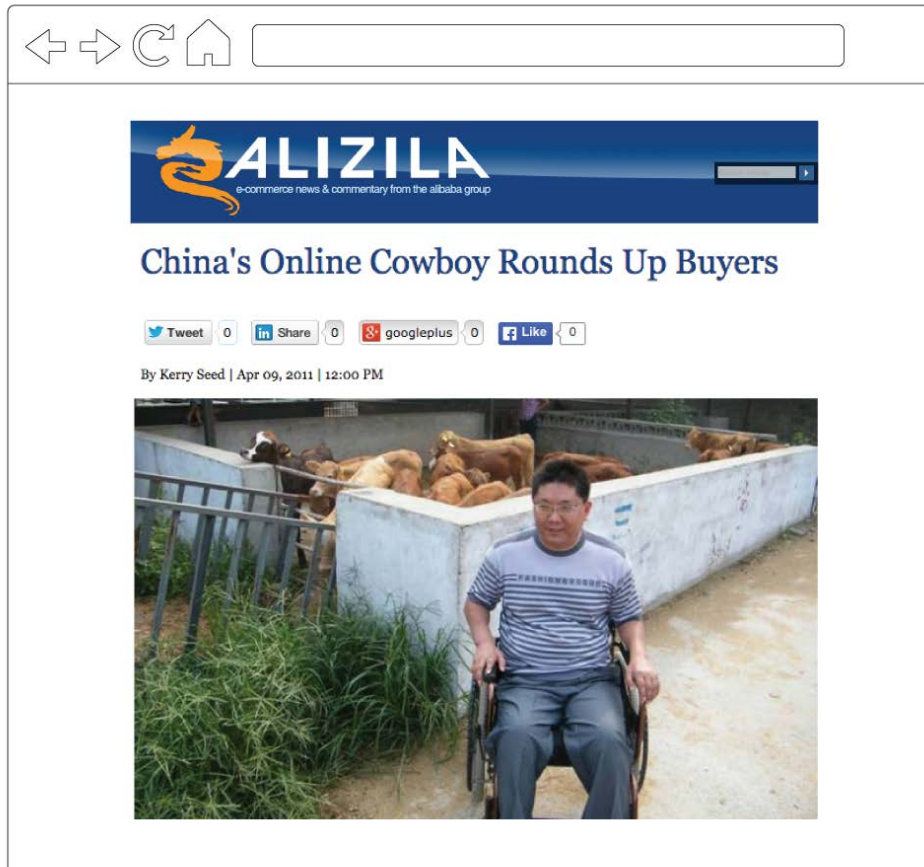 ALIZILA
e-commerce news & commentary from the alibaba group
China's Online Cowboy Rounds Up Buyers
Tweet 0 Share 0 googleplus 0 Like 0
By Kerry Seed | Apr 09, 2011 | 12:00 PM